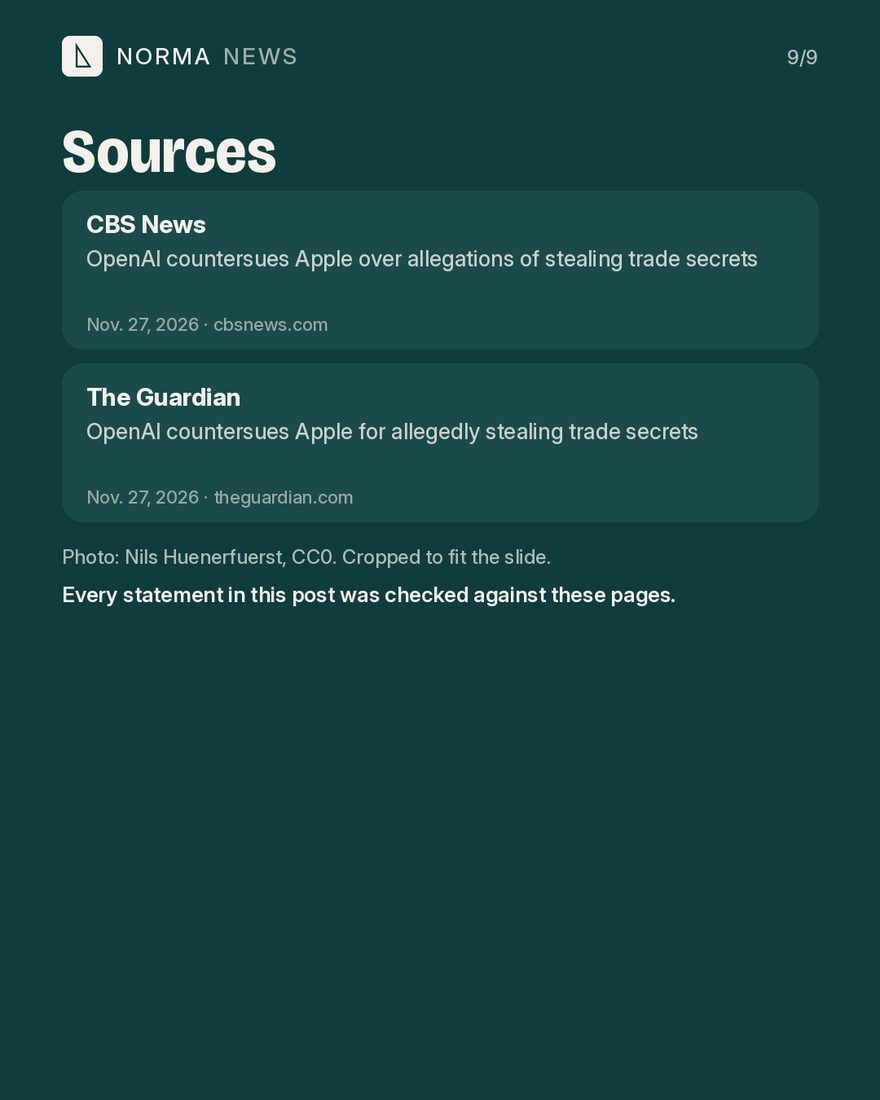 NORMA NEWS
9/9
Sources
CBS News
OpenAI countersues Apple over allegations of stealing trade secrets
Nov. 27, 2026 · cbsnews.com
The Guardian
OpenAI countersues Apple for allegedly stealing trade secrets
Nov. 27, 2026 · theguardian.com
Photo: Nils Huenerfuerst, CC0. Cropped to fit the slide.
Every statement in this post was checked against these pages.